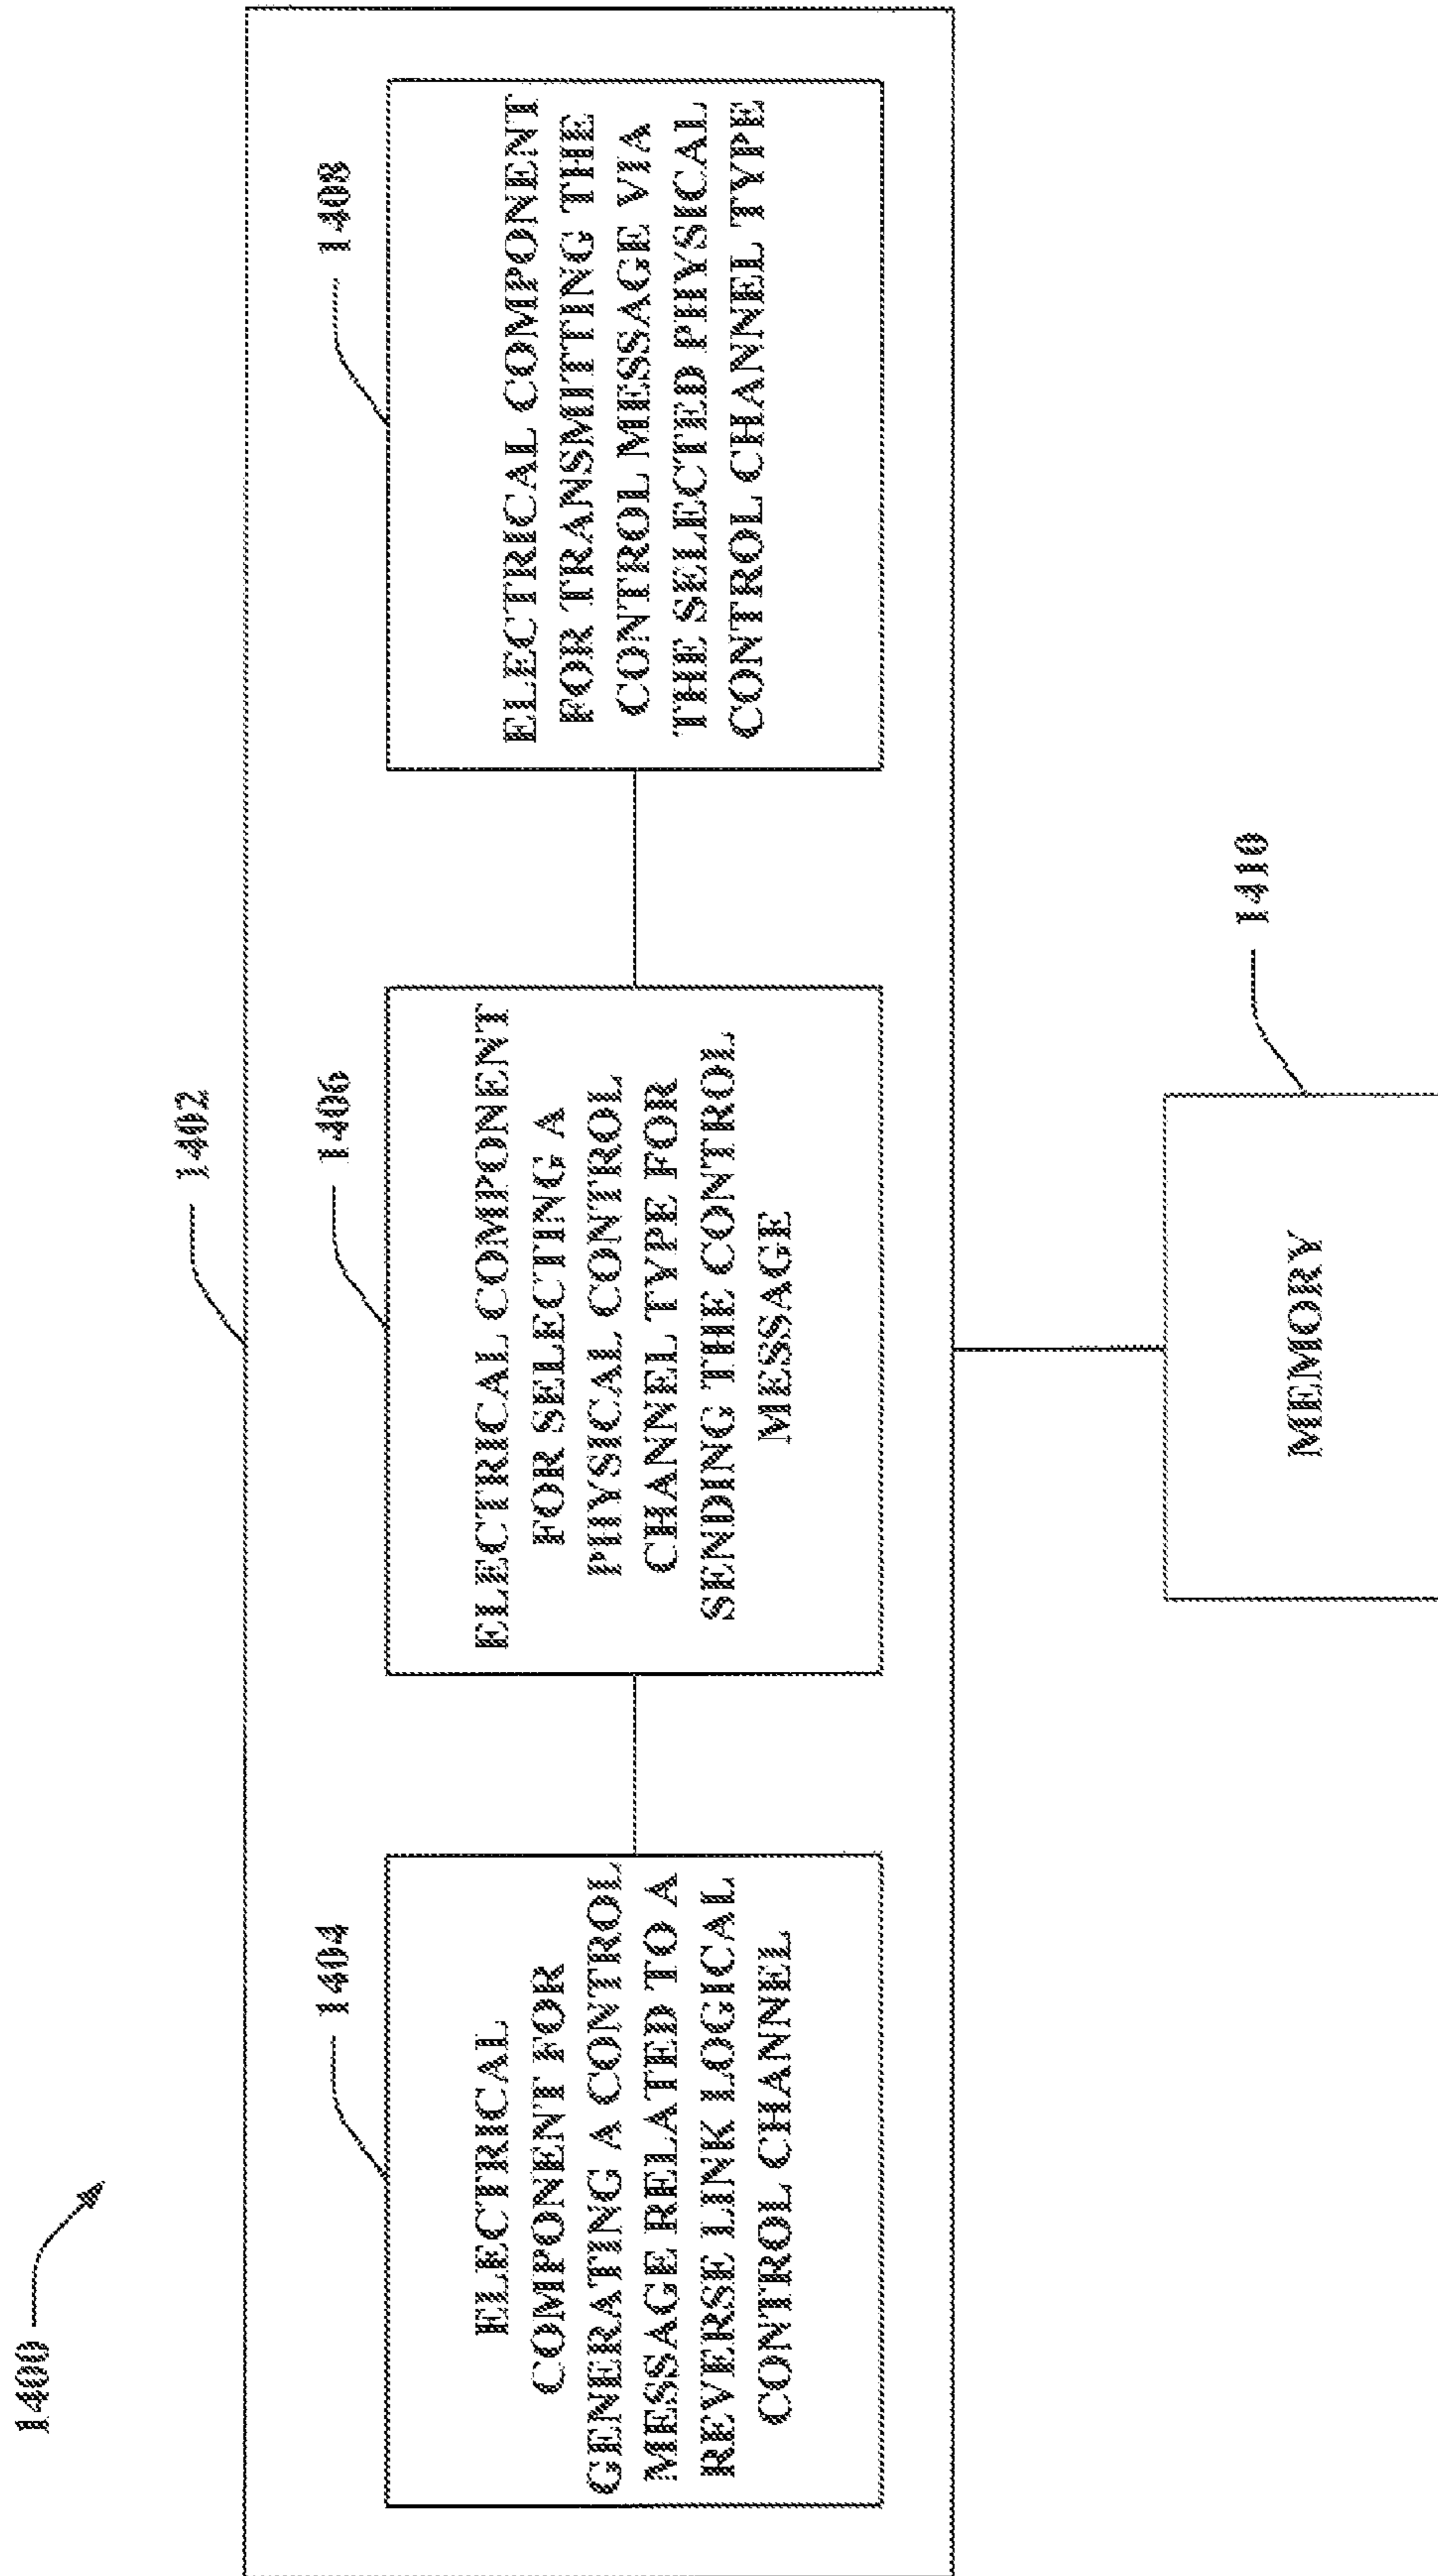 1400
1402
1404
ELECTRICAL
COMPONENT FOR
GENERATING A CONTROL
MESSAGE RELATED TO A
REVERSE LINK LOGICAL
CONTROL CHANNEL
1406
ELECTRICAL COMPONENT
FOR SELECTING A
PHYSICAL CONTROL
CHANNEL TYPE FOR
SENDING THE CONTROL
MESSAGE
1408
ELECTRICAL COMPONENT
FOR TRANSMITTING THE
CONTROL MESSAGE VIA
THE SELECTED PHYSICAL
CONTROL CHANNEL TYPE
1410
MEMORY